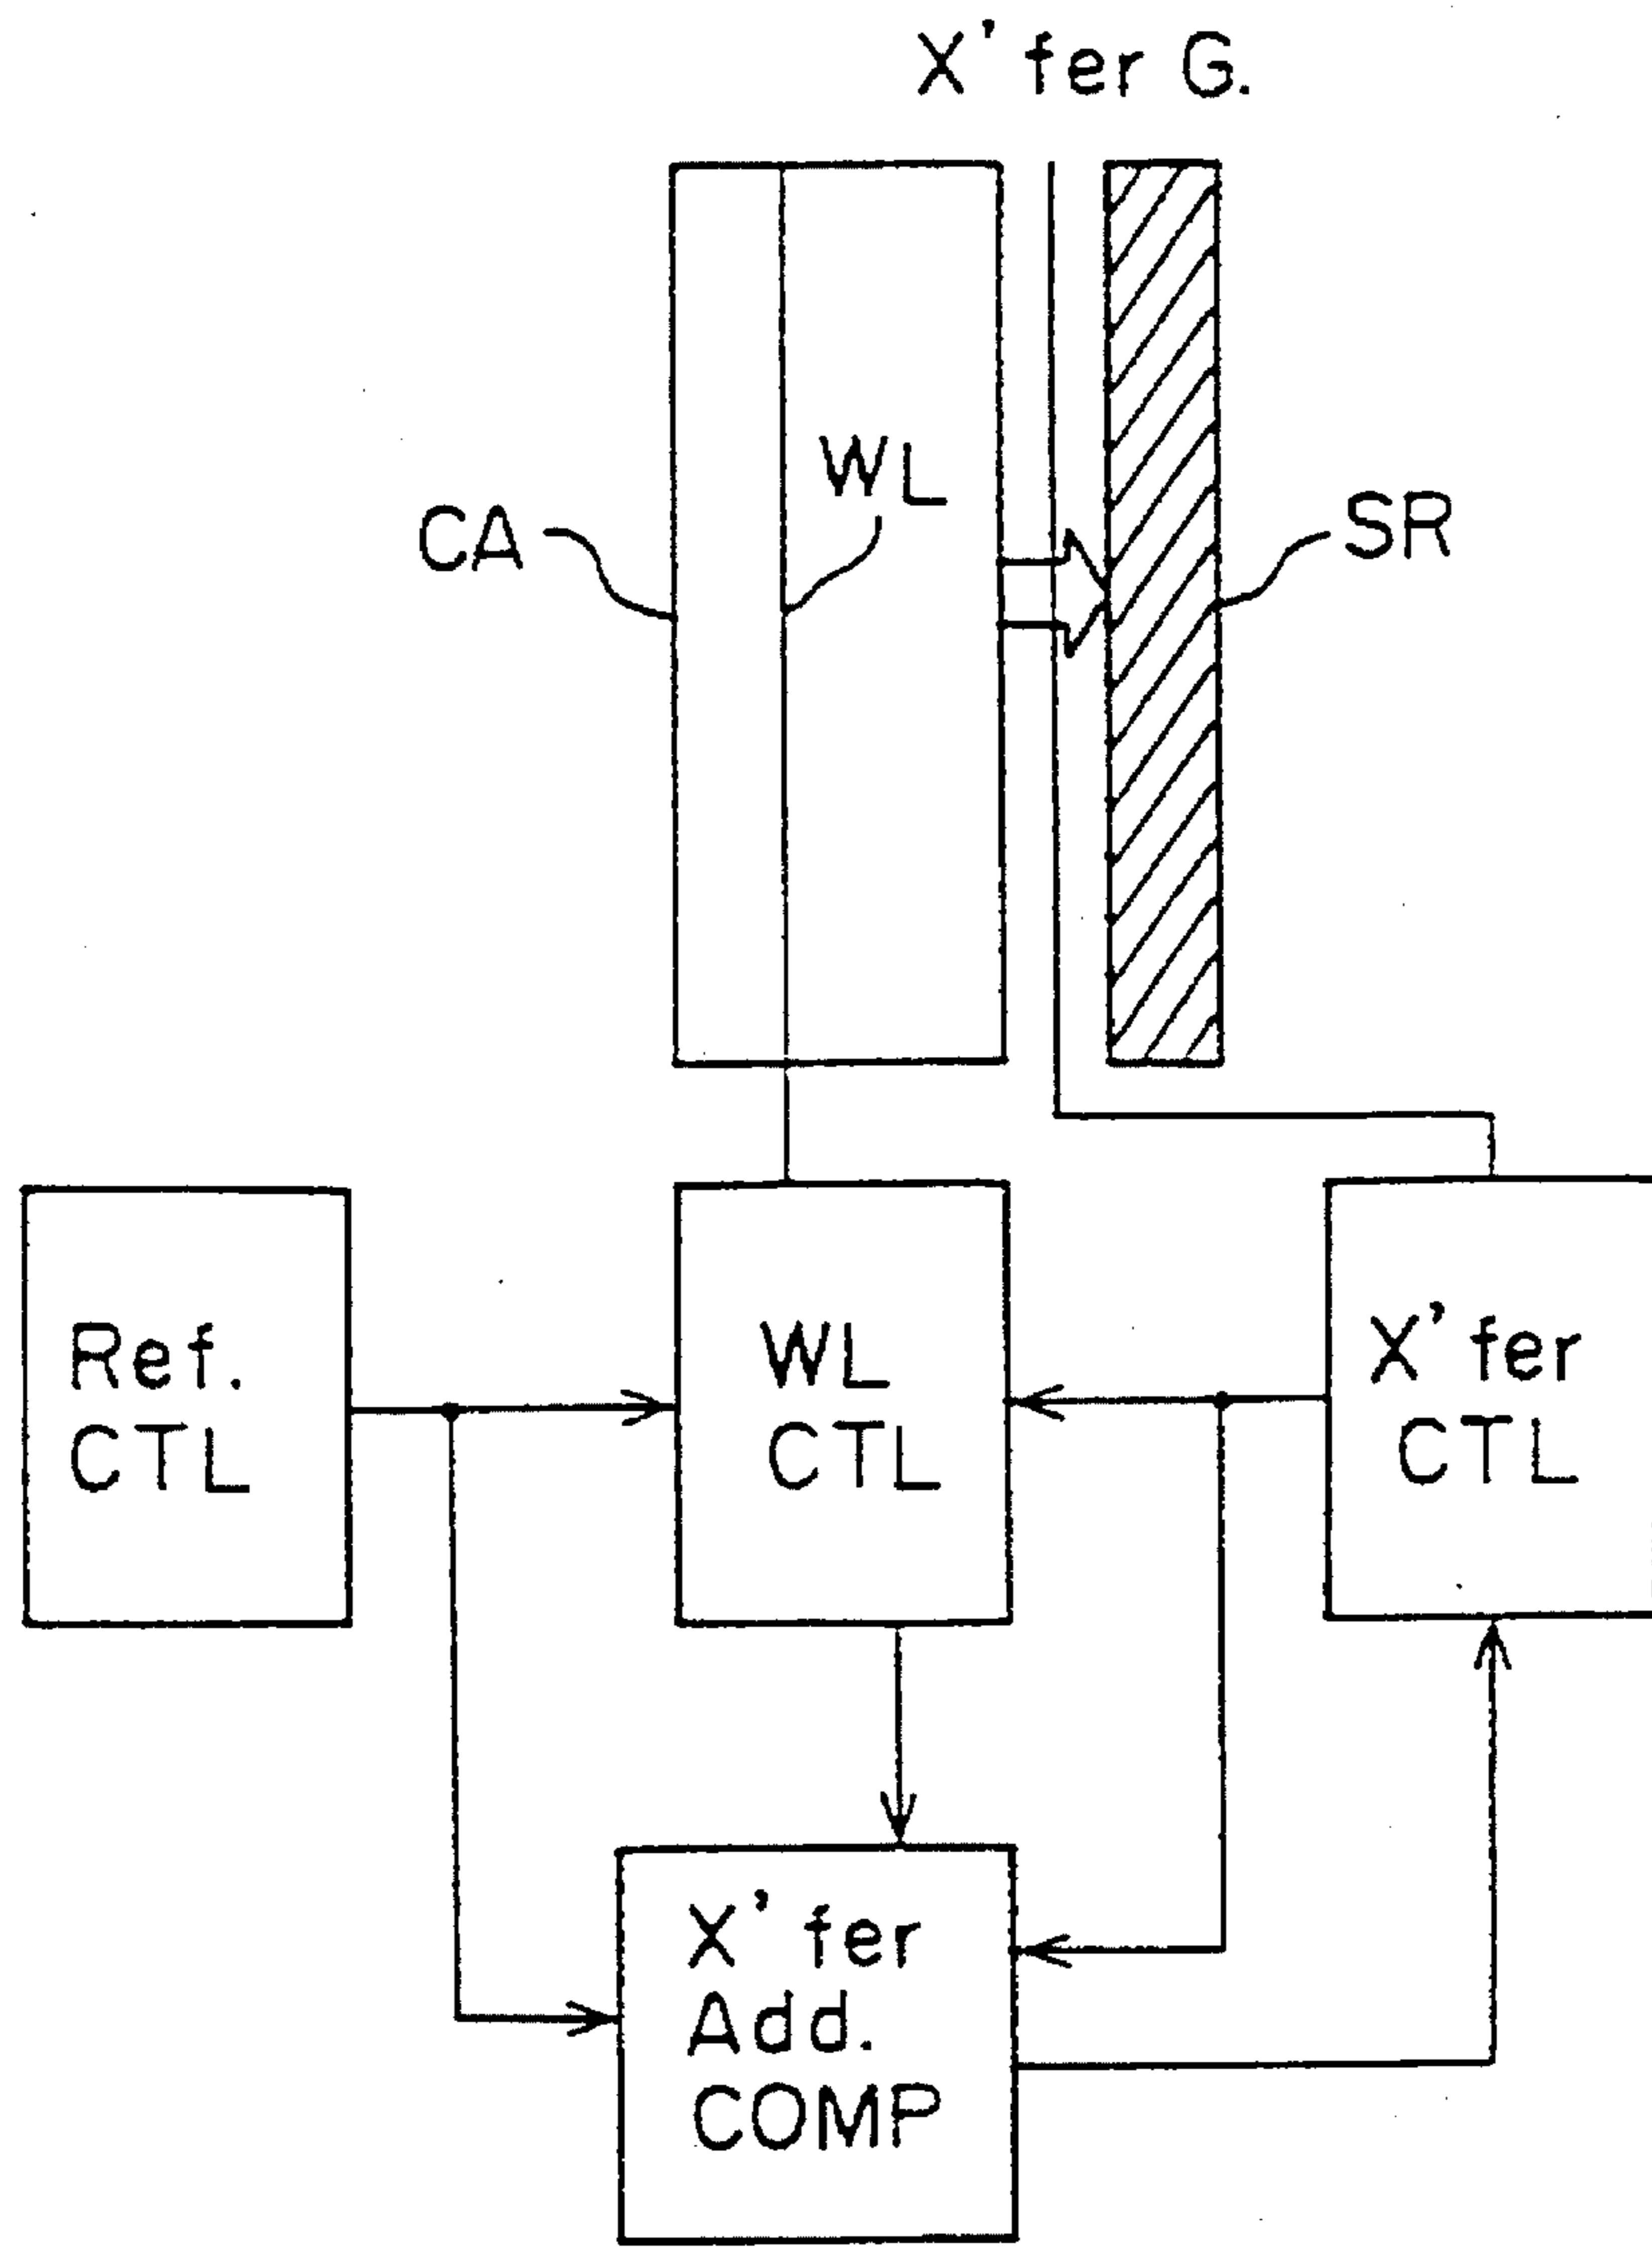 X'fer G.
WL
CA
SR
Ref.
CTL
WL
CTL
X'fer
CTL
X'fer
Add.
COMP